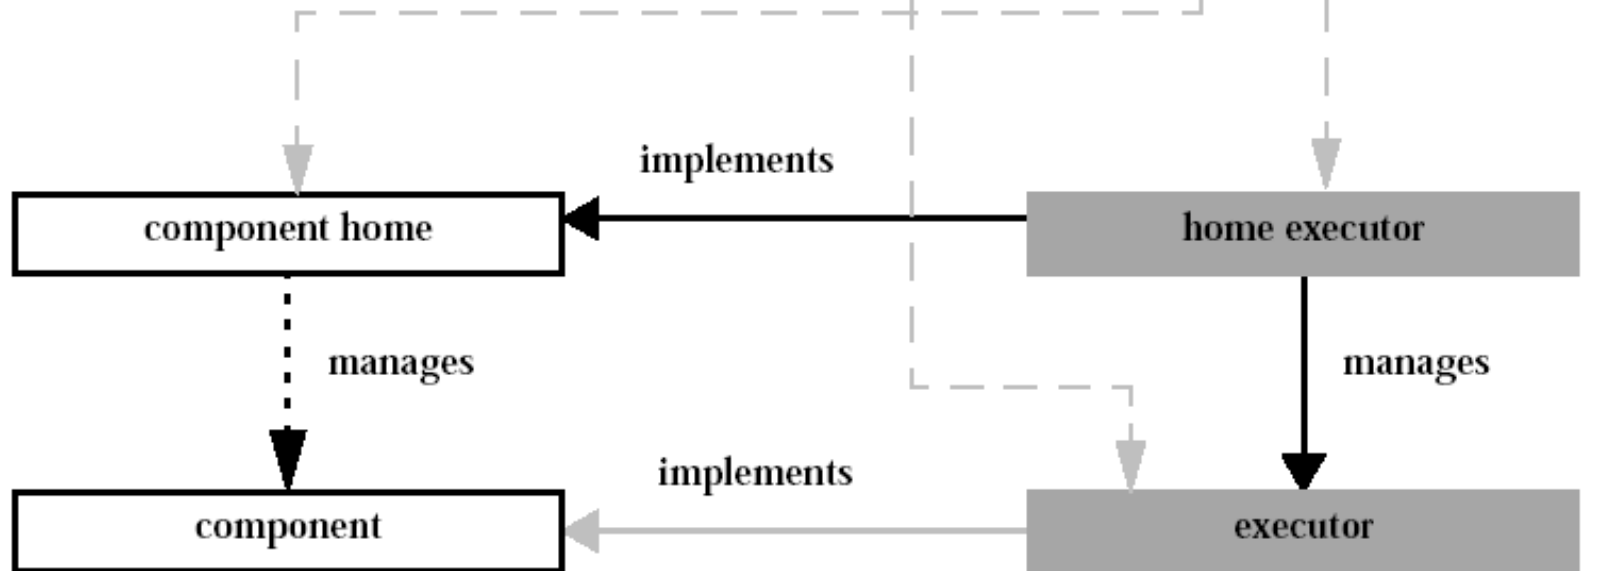 implements
component home
home executor
manages
manages
implements
component
executor